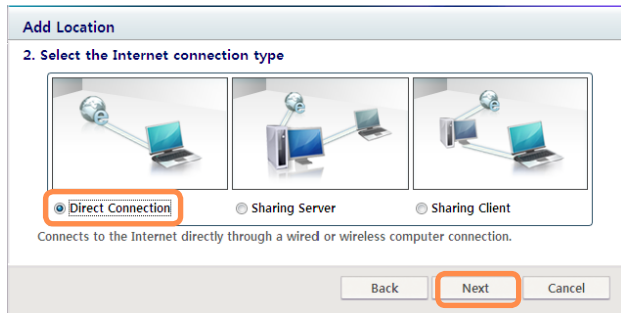 Add Location
2. Select the Internet connection type
Direct Connection Sharing Server Sharing Client
Connects to the Internet directly through a wired or wireless computer connection.
Back Next Cancel